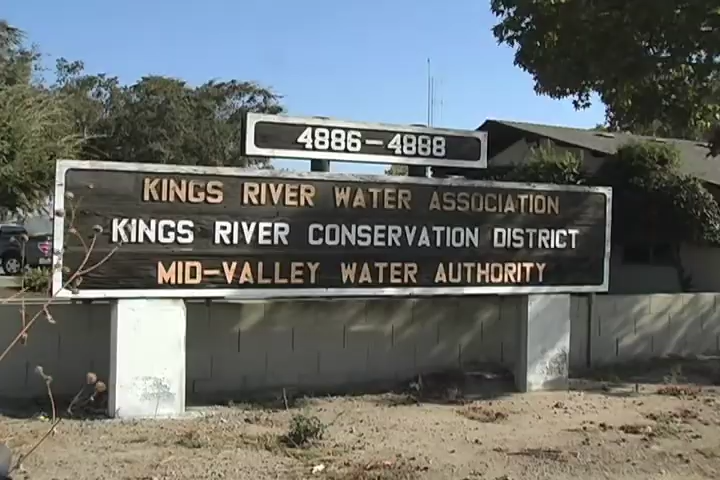 4886-4888
KINGS RIVER WATER ASSOCIATION
KINGS RIVER CONSERVATION DISTRICT
MID-VALLEY WATER AUTHORITY